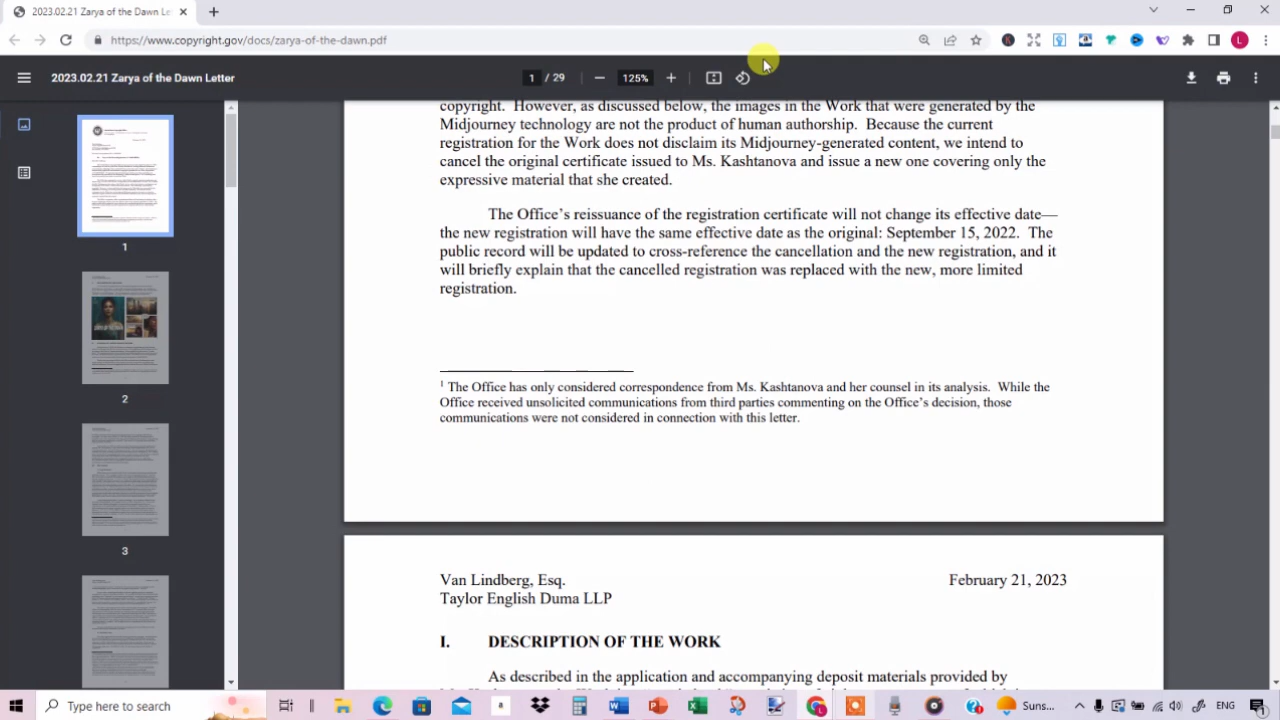 2023.02.21 Zarya of the Dawn Le
https://www.copyright.gov/docs/zarya-of-the-dawn.pdf
L
2023.02.21 Zarya of the Dawn Letter
1 / 29
125%
copyright. However, as discussed below, the images in the Work that were generated by the
Midjourney technology are not the product of human authorship. Because the current
registration for the Work does not disclaim its Midjourney-generated content, we intend to
cancel the original certificate issued to Ms. Kashtanova and issue a new one covering only the
expressive material that she created.
The Office's reissuance of the registration certificate will not change its effective date—
the new registration will have the same effective date as the original: September 15, 2022. The
public record will be updated to cross-reference the cancellation and the new registration, and it
will briefly explain that the cancelled registration was replaced with the new, more limited
registration.
1 The Office has only considered correspondence from Ms. Kashtanova and her counsel in its analysis. While the
Office received unsolicited communications from third parties commenting on the Office's decision, those
communications were not considered in connection with this letter.
Van Lindberg, Esq.
February 21, 2023
Taylor English Duma LLP
I. DESCRIPTION OF THE WORK
As described in the application and accompanying deposit materials provided by
1
2
3
Type here to search
Suns...
ENG